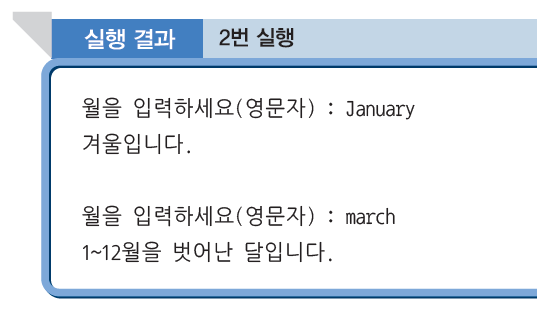 실행 결과 2번 실행
월을 입력하세요(영문자) : January
겨울입니다.
월을 입력하세요(영문자) : march
1~12월을 벗어난 달입니다.